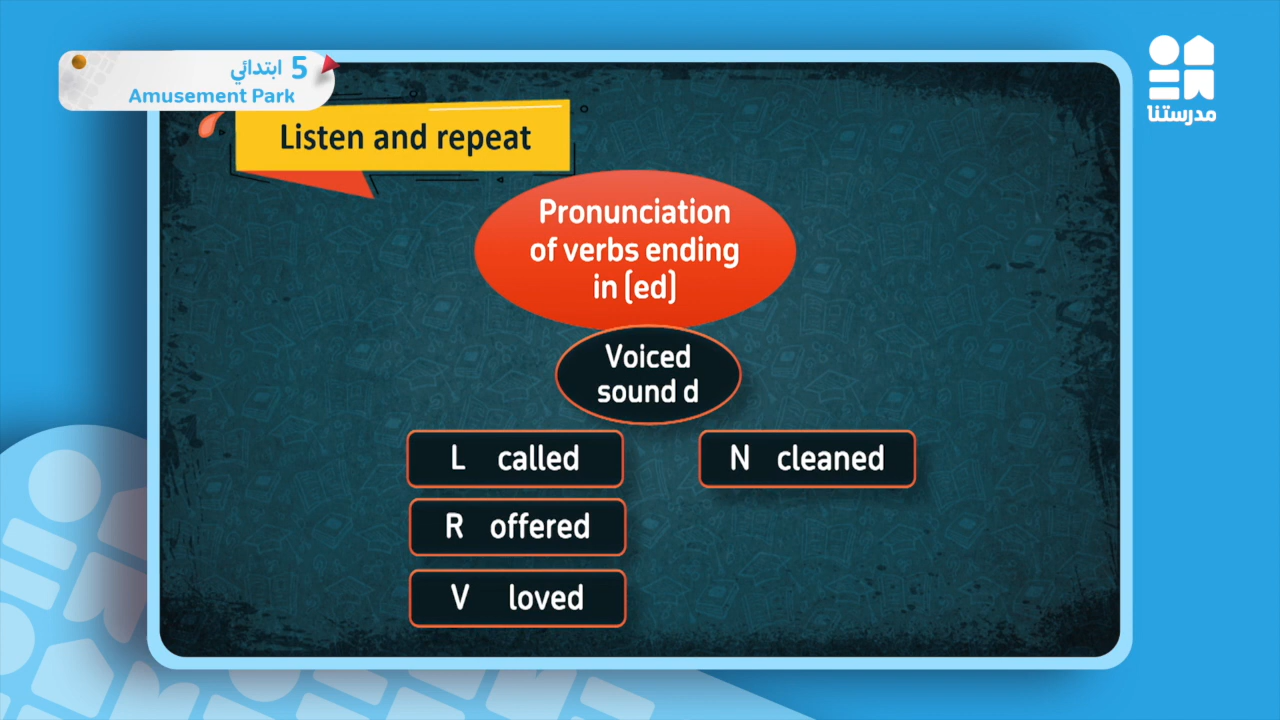 5 ابتدائي
Amusement Park
مدرستنا
Listen and repeat
Pronunciation
of verbs ending
in (ed)
Voiced
sound d
L called
N cleaned
R offered
V loved